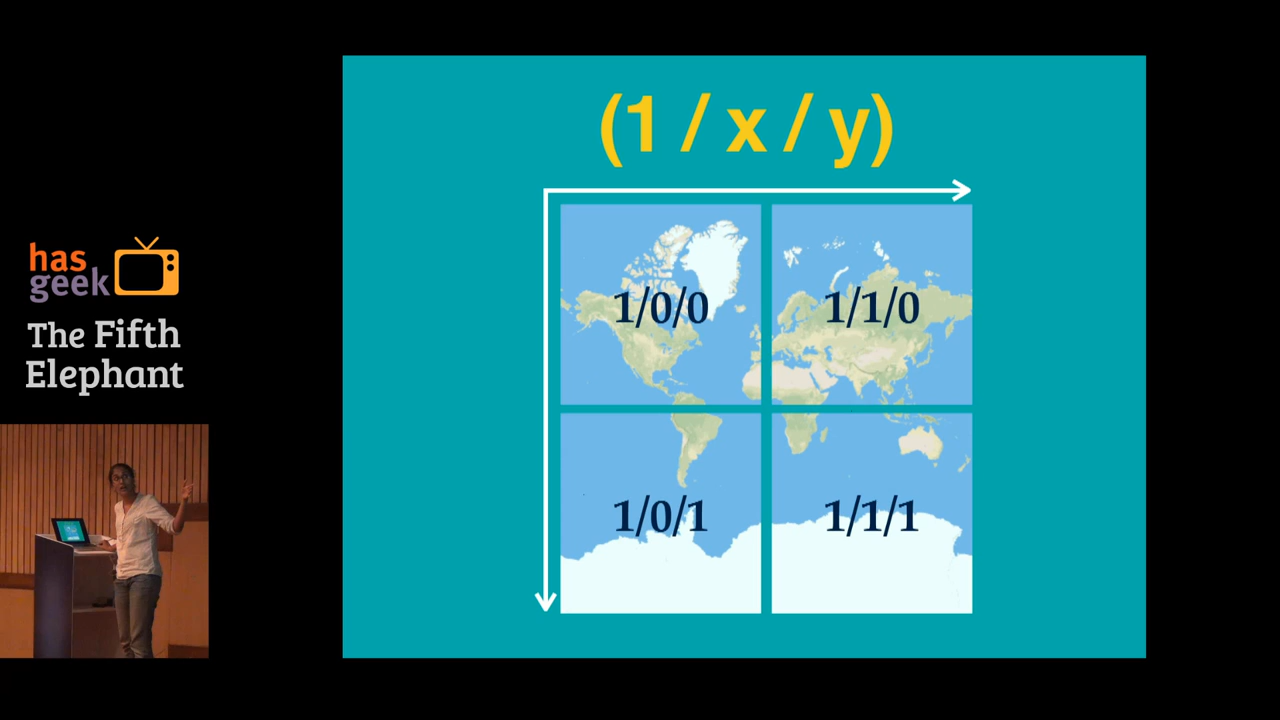 has
geek
The Fifth
Elephant
(1 / x / y)
1/0/0
1/1/0
1/0/1
1/1/1